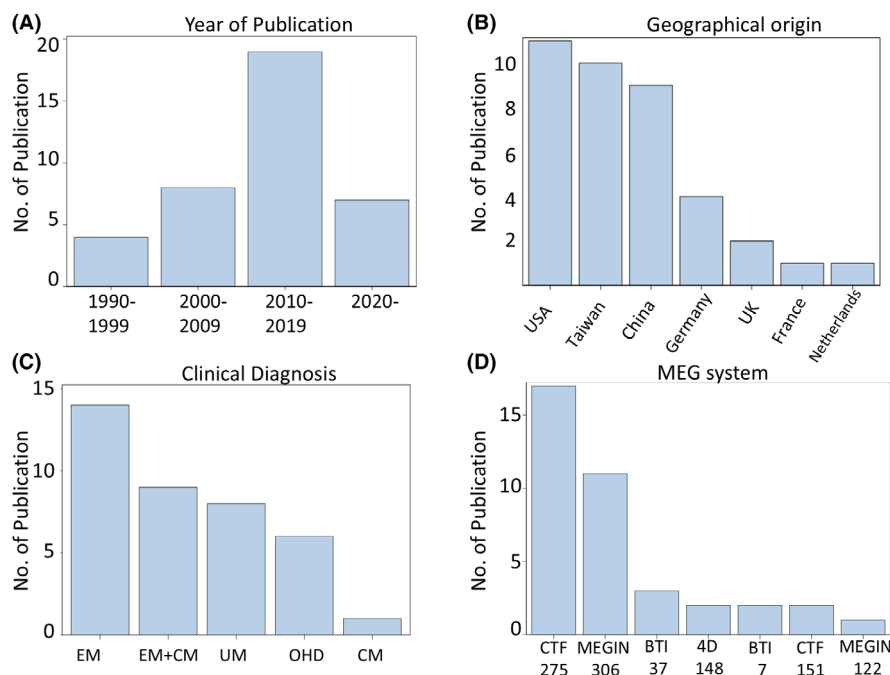 (A)
Year of Publication
No. of Publication
20
15
10
5
0
1990-
1999
2000-
2009
2010-
2019
2020-
(B)
Geographical origin
No. of Publication
10
8
6
4
2
USA
Taiwan
China
Germany
UK
France
Netherlands
(C)
Clinical Diagnosis
No. of Publication
15
10
5
0
EM
EM+CM
UM
OHD
CM
(D)
MEG system
No. of Publication
15
10
5
0
CTF
275
MEGIN
306
BTI
37
4D
148
BTI
7
CTF
151
MEGIN
122